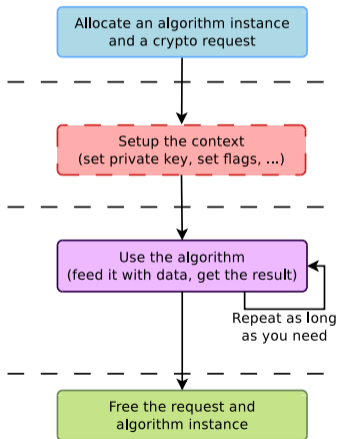 Allocate an algorithm instance
and a crypto request
Setup the context
(set private key, set flags, ...)
Use the algorithm
(feed it with data, get the result)
Repeat as long
as you need
Free the request and
algorithm instance